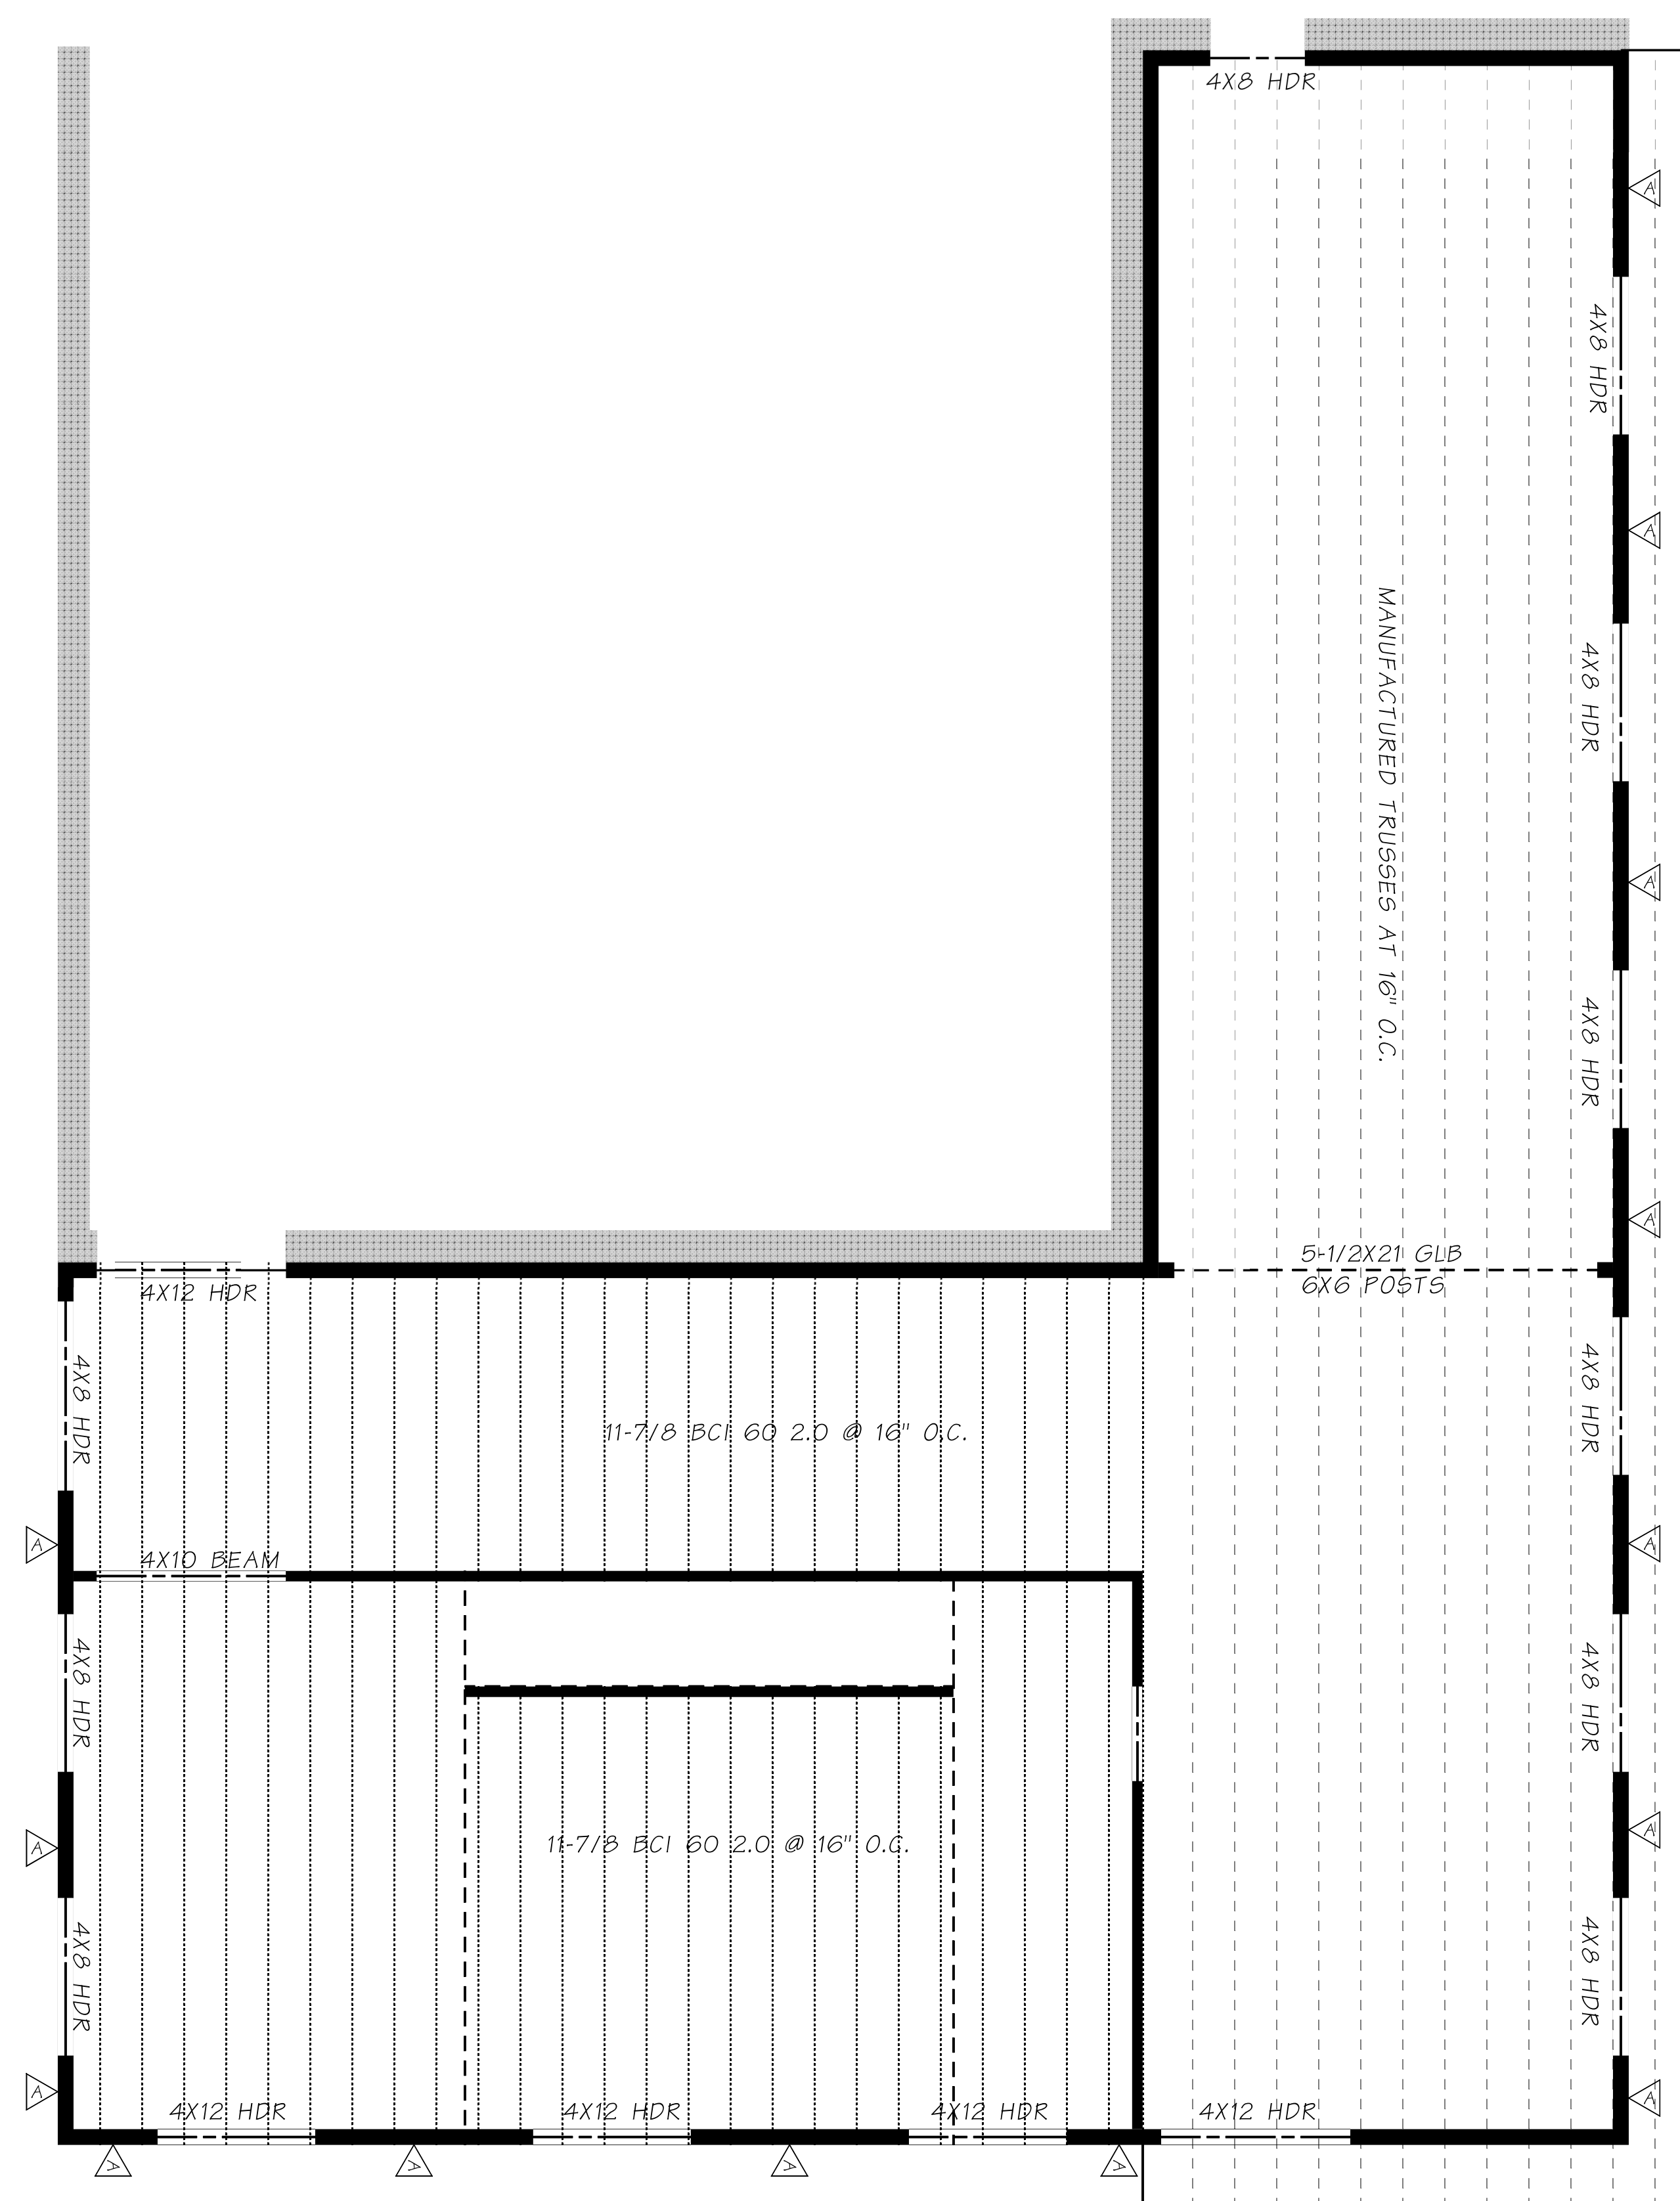 4X8 HDR
A
4X8 HDR
A
MANUFACTURED TRUSSES AT 16" O.C.
4X8 HDR
A
4X8 HDR
A
5-1/2X21 GLB
6X6 POSTS
4X12 HDR
4X8 HDR
4X8 HDR
11-7/8 BCI 60 2.0 @ 16" O.C.
A
A
4X10 BEAM
4X8 HDR
4X8 HDR
A
A
11-7/8 BCI 60 2.0 @ 16" O.C.
4X8 HDR
4X8 HDR
A
A
4X12 HDR
4X12 HDR
4X12 HDR
4X12 HDR
A
A
A
A